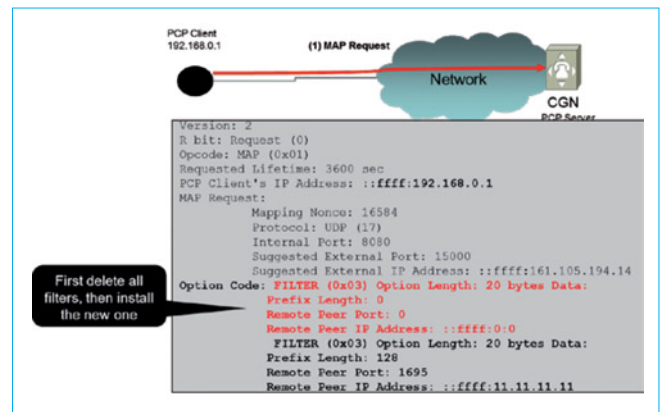 PCP Client
192.168.0.1
(1) MAP Request
Network
CGN
PCP Server
Version: 2
R bit: Request (0)
Opcode: MAP (0x01)
Requested Lifetime: 3600 sec
PCP Client's IP Address: ::ffff:192.168.0.1
MAP Request:
Mapping Nonce: 16584
Protocol: UDP (17)
Internal Port: 8080
Suggested External Port: 15000
Suggested External IP Address: ::ffff:161.105.194.14
First delete all
filters, then install
the new one
Option Code: FILTER (0x03) Option Length: 20 bytes Data:
Prefix Length: 0
Remote Peer Port: 0
Remote Peer IP Address: ::ffff:0:0
FILTER (0x03) Option Length: 20 bytes Data:
Prefix Length: 128
Remote Peer Port: 1695
Remote Peer IP Address: ::ffff:11.11.11.11